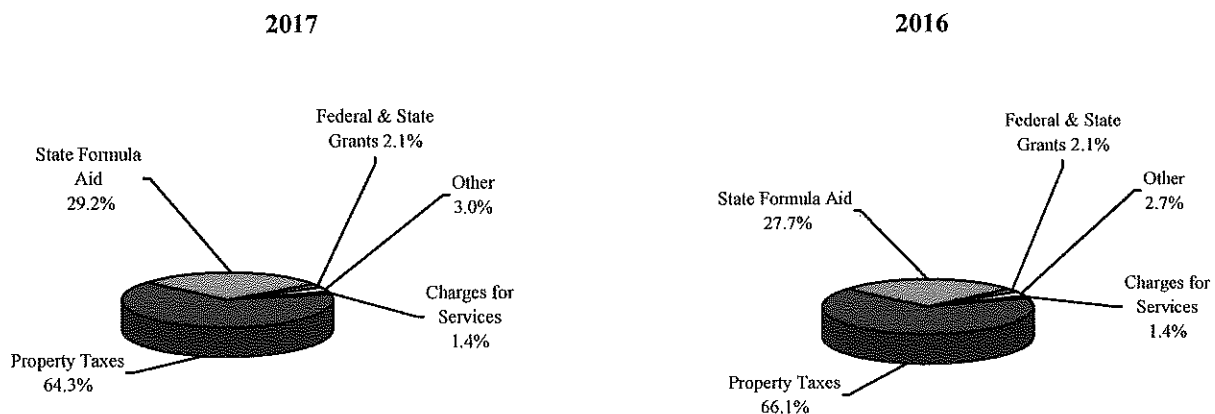 2017
Federal & State
Grants 2.1%
State Formula
Aid
29.2%
Other
3.0%
Charges for
Services
1.4%
Property Taxes
64.3%
2016
Federal & State
Grants 2.1%
Other
2.7%
State Formula Aid
27.7%
Charges for
Services
1.4%
Property Taxes
66.1%